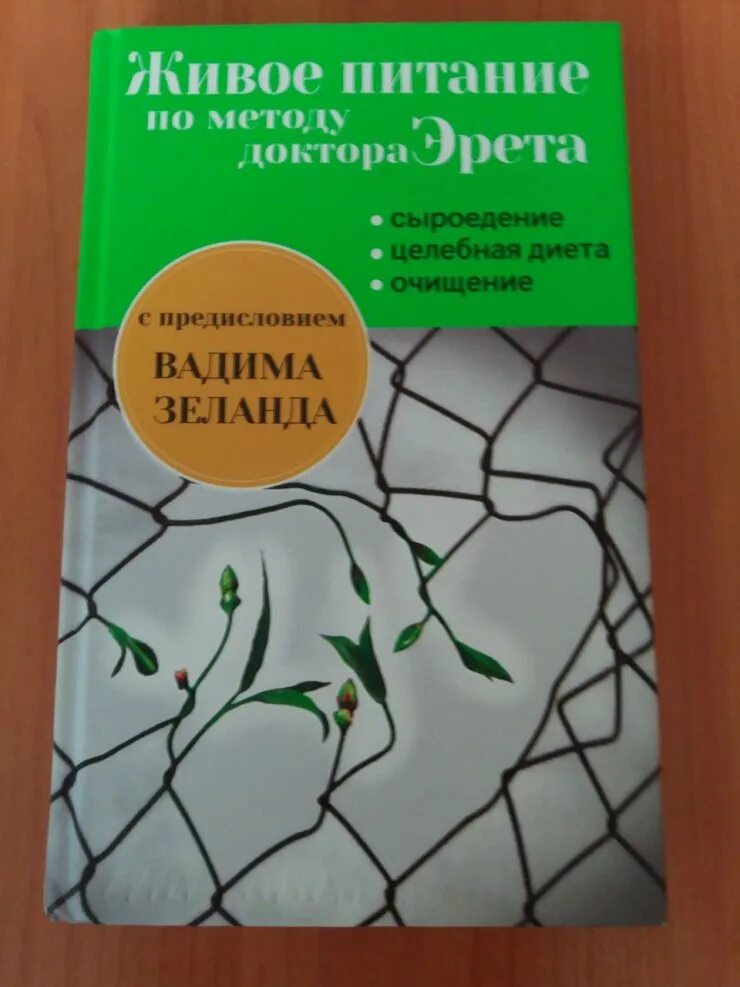 Живое питание
по методу
доктора Эрета
• сыроедение
• целебная диета
• очищение
с предисловием
ВАДИМА
ЗЕЛАНДА